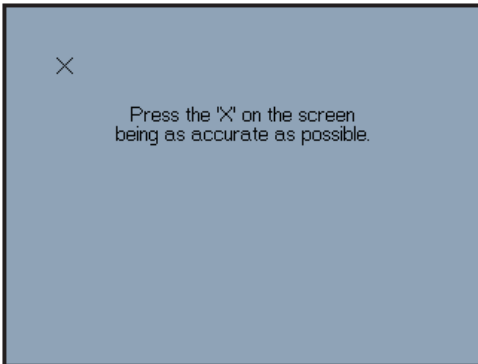 X
Press the 'X' on the screen
being as accurate as possible.